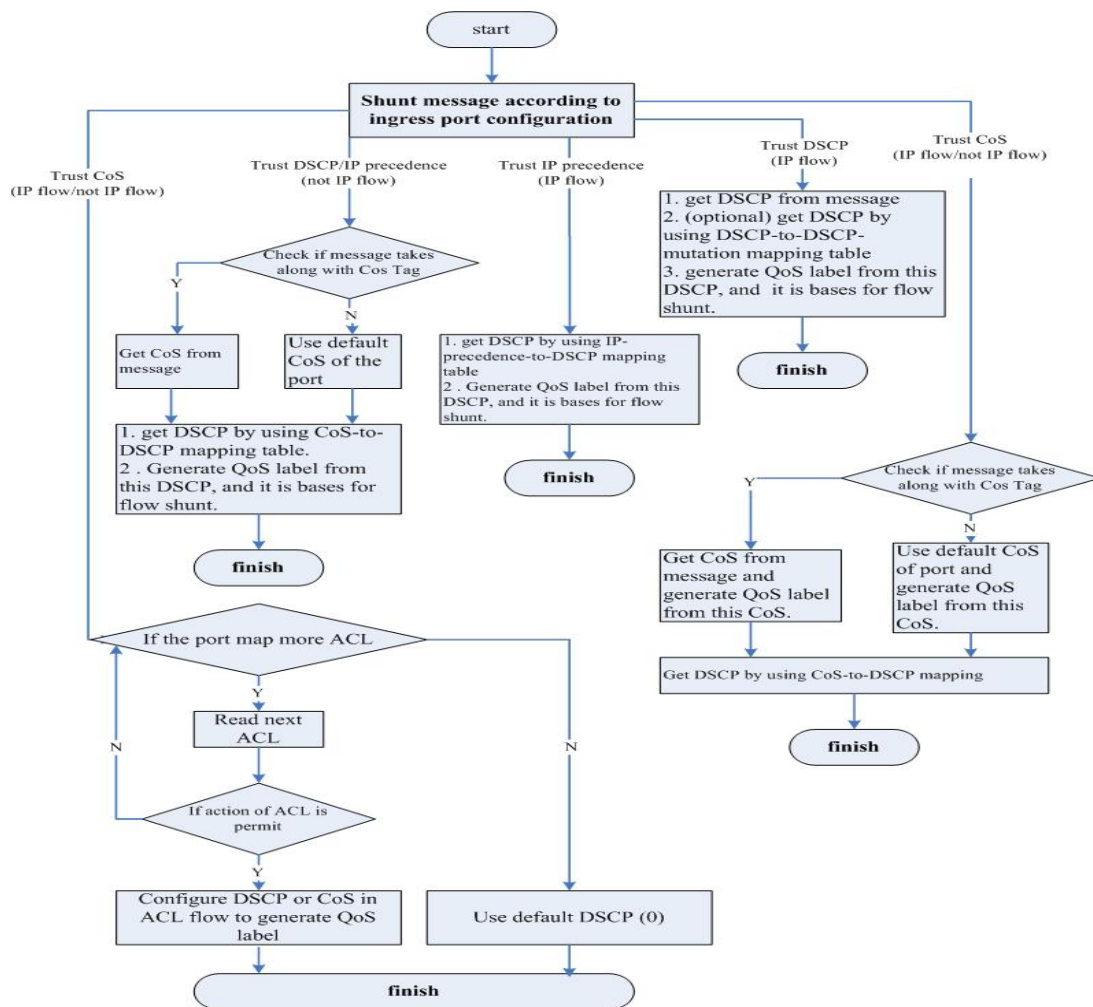 start
Shunt message according to
ingress port configuration
Trust CoS
(IP flow/not IP flow)
Trust DSCP/IP precedence
(not IP flow)
Trust IP precedence
(IP flow)
Trust DSCP
(IP flow)
Trust CoS
(IP flow/not IP flow)
Check if message takes
along with Cos Tag
Y
N
Get CoS from
message
Use default
CoS of the
port
1. get DSCP by using CoS-to-
DSCP mapping table.
2 . Generate QoS label from
this DSCP, and it is bases for
flow shunt.
finish
1. get DSCP by using IP-
precedence-to-DSCP mapping
table
2 . Generate QoS label from this
DSCP, and it is bases for flow
shunt.
finish
1. get DSCP from message
2. (optional) get DSCP by
using DSCP-to-DSCP-
mutation mapping table
3. generate QoS label from this
DSCP, and it is bases for flow
shunt.
finish
Check if message takes
along with Cos Tag
Y
N
Get CoS from
message and
generate QoS label
from this CoS.
Use default CoS
of port and
generate QoS
label from this
CoS.
Get DSCP by using CoS-to-DSCP mapping
finish
If the port map more ACL
Y
N
Read next
ACL
N
If action of ACL is
permit
Y
Configure DSCP or CoS in
ACL flow to generate QoS
label
Use default DSCP (0)
finish